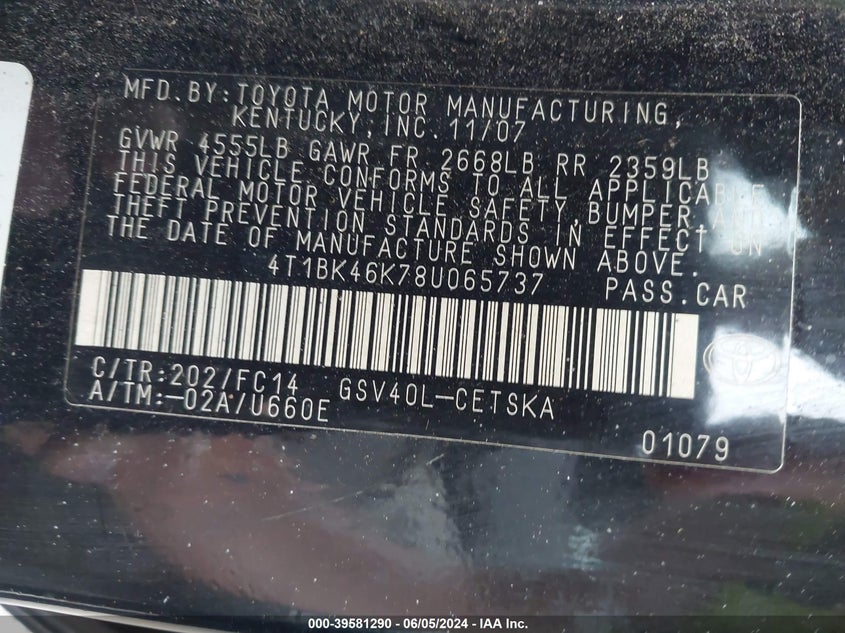 MFD.BY:TOYOTA MOTOR MANUFACTURING,
KENTUCKY,INC. 11/07
GVWR 4555LB GAWR FR 2668LB RR 2359LB
THIS VEHICLE CONFORMS TO ALL APPLICABLE
FEDERAL MOTOR VEHICLE SAFETY,BUMPER AND
THEFT PREVENTION STANDARDS IN EFFECT ON
THE DATE OF MANUFACTURE SHOWN ABOVE.
4T1BK46K78U065737 PASS.CAR
C/TR:202/FC14 GSV40L-CETSKA
A/TM:-02A/U660E
01079
000-39581290 - 06/05/2024 - IAA Inc.